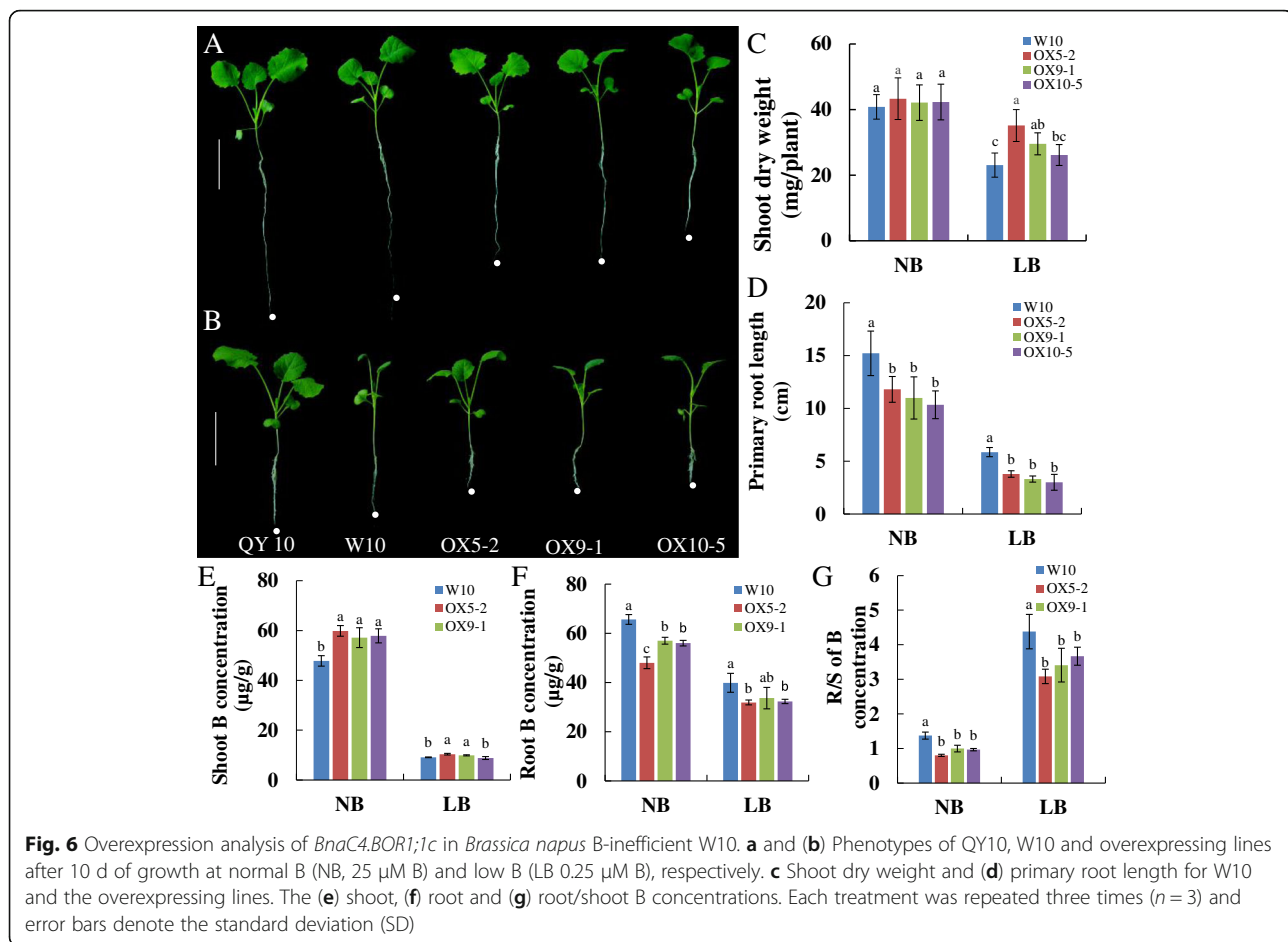 A
B
QY 10 W10 OX5-2 OX9-1 OX10-5
C
Shoot dry weight
(mg/plant)
60
40
20
0
W10
OX5-2
OX9-1
OX10-5
a a a a
c a ab bc
NB LB
D
Primary root length
(cm)
20
15
10
5
0
W10
OX5-2
OX9-1
OX10-5
a b b b
a b b b
NB LB
E
Shoot B concentration
(µg/g)
80
60
40
20
0
W10
OX5-2
OX9-1
b a a a
b a a b
NB LB
F
Root B concentration
(µg/g)
80
60
40
20
0
W10
OX5-2
OX9-1
a c b b
a b ab b
NB LB
G
R/S of B
concentration
6
5
4
3
2
1
0
W10
OX5-2
OX9-1
a b b b
a b b b
NB LB
Fig. 6 Overexpression analysis of BnaC4.BOR1;1c in Brassica napus B-inefficient W10. a and (b) Phenotypes of QY10, W10 and overexpressing lines
after 10 d of growth at normal B (NB, 25 μM B) and low B (LB 0.25 μM B), respectively. c Shoot dry weight and (d) primary root length for W10
and the overexpressing lines. The (e) shoot, (f) root and (g) root/shoot B concentrations. Each treatment was repeated three times (n = 3) and
error bars denote the standard deviation (SD)